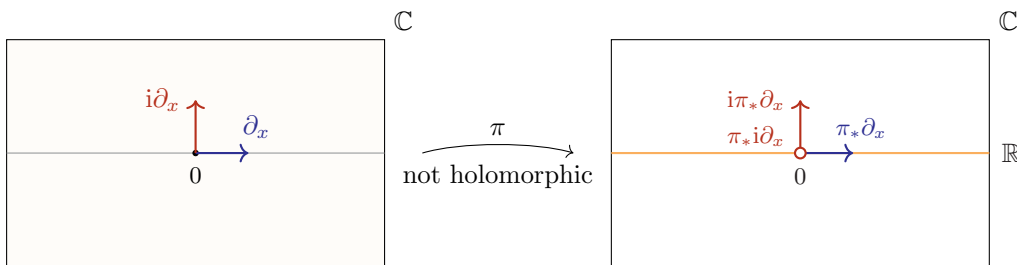 ℂ
i∂ₓ
∂ₓ
0
π
not holomorphic
ℂ
iπ∗∂ₓ
π∗i∂ₓ
π∗∂ₓ
0
ℝ